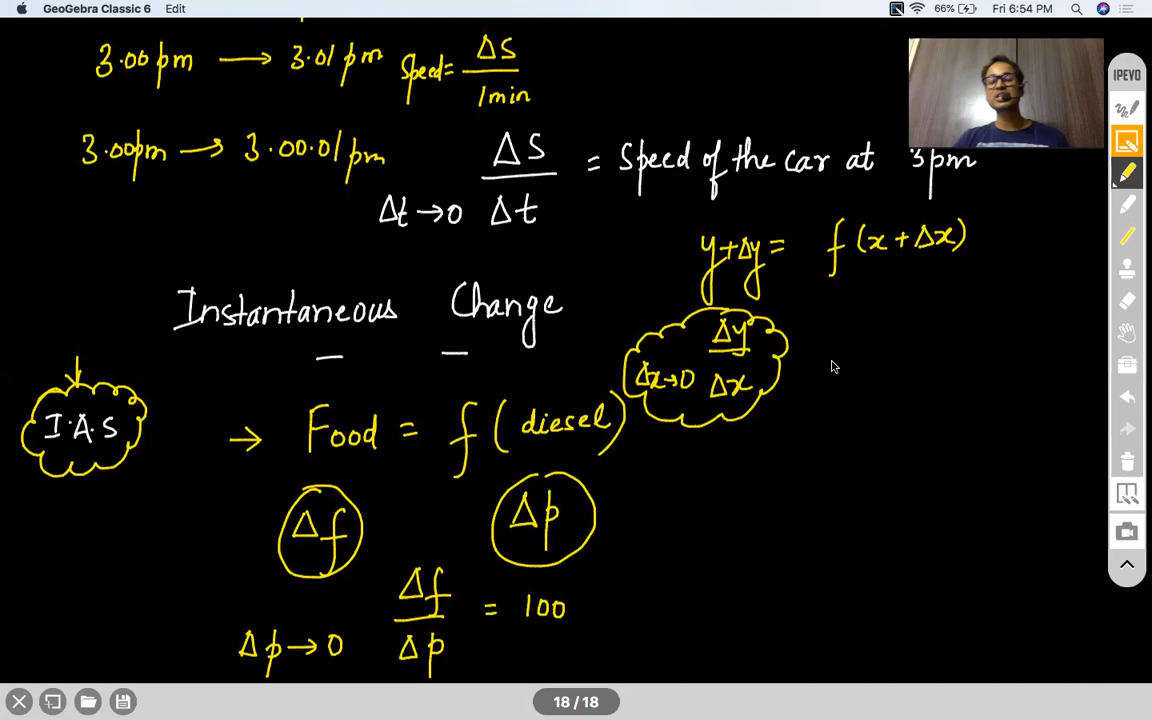 GeoGebra Classic 6 Edit 66% Fri 6:54 PM
3.00pm → 3.01pm Speed = ΔS / 1min
IPEVO
3.00pm → 3.00.01pm
Δt→0 ΔS / Δt = Speed of the car at 3pm
y+Δy = f(x+Δx)
Instantaneous Change
Δx→0 Δy / Δx
I.A.S
→ Food = f(diesel)
Δf Δp
Δp→0 Δf / Δp = 100
18 / 18